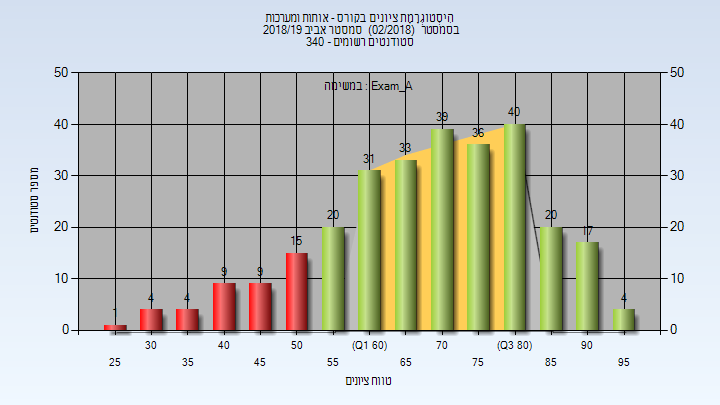 היסטוגרמת ציונים בקורס - אותות ומערכות
בסמסטר (02/2018) סמסטר אביב 2018/19
סטודנטים רשומים - 340
במשימה : Exam_A
50 50
40 40
30 30
20 20
10 10
0 0
מספר סטודנטים
1 4 4 9 9 15 20 31 33 39 36 40 20 17 4
30 40 50 (Q1 60) 70 (Q3 80) 90
25 35 45 55 65 75 85 95
טווח ציונים